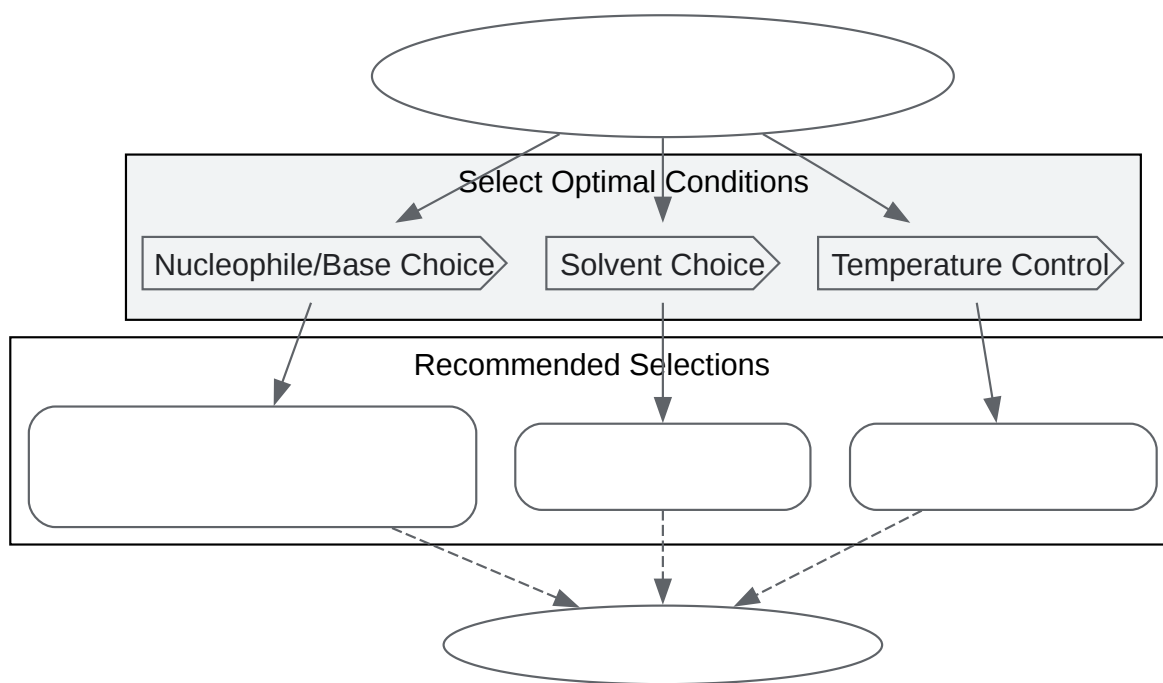 Select Optimal Conditions
Nucleophile/Base Choice
Solvent Choice
Temperature Control
Recommended Selections